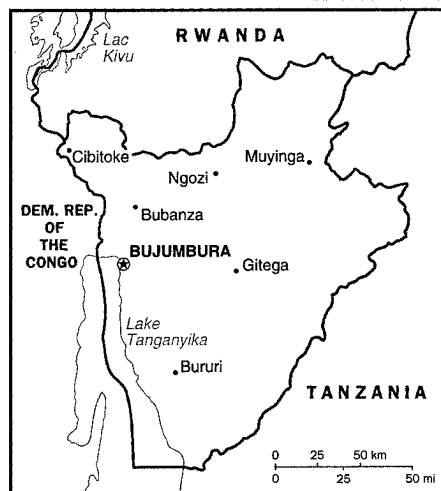 Lac
Kivu
RWANDA
Cibitoke
Ngozi
Muyinga
DEM. REP.
OF
THE
CONGO
Bubanza
BUJUMBURA
Gitega
Lake
Tanganyika
Bururi
TANZANIA
0 25 50 km
0 25 50 mi